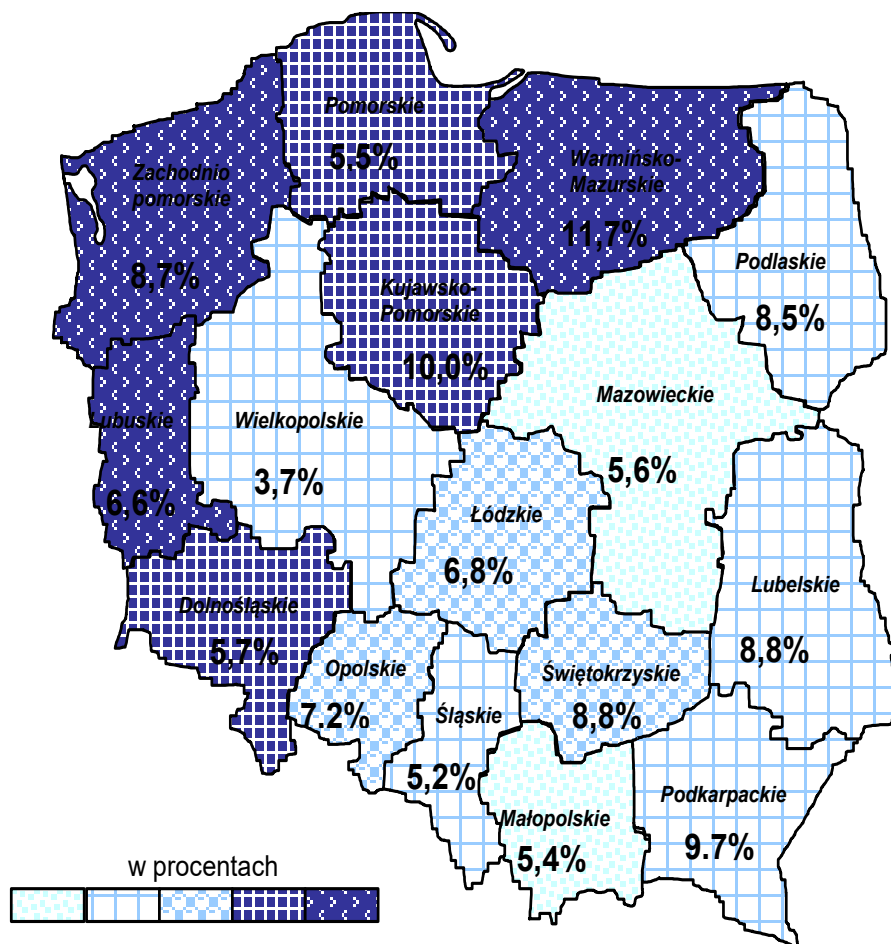 Pomorskie
5.5%
Zachodnio
pomorskie
8,7%
Warmińsko-
Mazurskie
11,7%
Podlaskie
8,5%
Kujawsko-
Pomorskie
10,0%
Mazowieckie
5,6%
Lubuskie
6,6%
Wielkopolskie
3,7%
Łódzkie
6,8%
Lubelskie
8,8%
Dolnośląskie
5,7%
Opolskie
7.2%
Śląskie
5,2%
Świętokrzyskie
8,8%
Małopolskie
5,4%
Podkarpackie
9.7%
w procentach